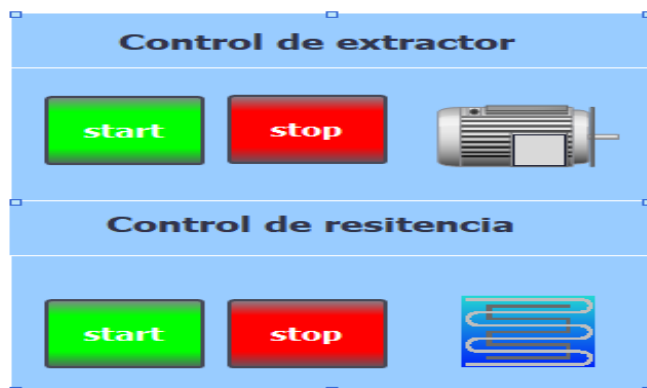 Control de extractor
start stop
Control de resitencia
start stop